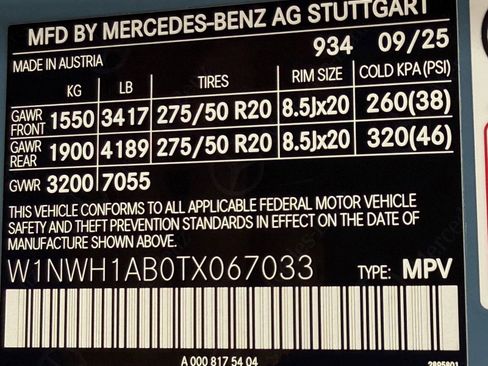 MFD BY MERCEDES-BENZ AG STUTTGART
934 09/25
MADE IN AUSTRIA
KG LB TIRES RIM SIZE COLD KPA(PSI)
GAWR FRONT 1550 3417 275/50 R20 8.5Jx20 260(38)
GAWR REAR 1900 4189 275/50 R20 8.5Jx20 320(46)
GVWR 3200 7055
THIS VEHICLE CONFORMS TO ALL APPLICABLE FEDERAL MOTOR VEHICLE
SAFETY AND THEFT PREVENTION STANDARDS IN EFFECT ON THE DATE OF
MANUFACTURE SHOWN ABOVE.
W1NWH1AB0TX067033 TYPE: MPV
A 000 817 54 04